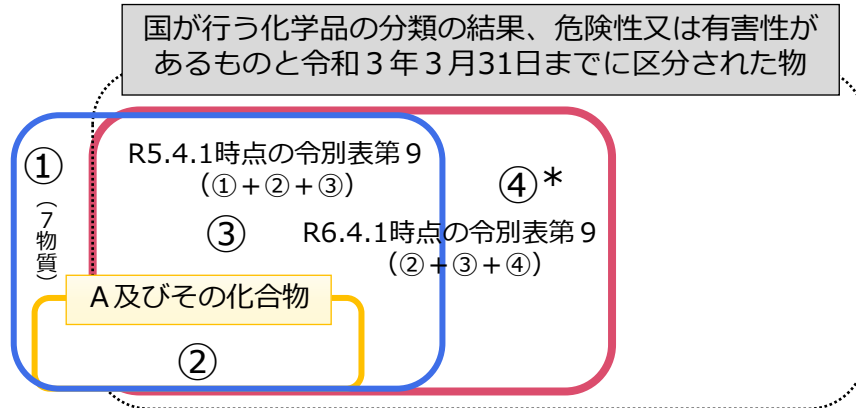 国が行う化学品の分類の結果、危険性又は有害性が
あるものと令和３年３月31日までに区分された物
①
（７物質）
R5.4.1時点の令別表第９
（①＋②＋③）
③
④*
R6.4.1時点の令別表第９
（②＋③＋④）
Ａ及びその化合物
②